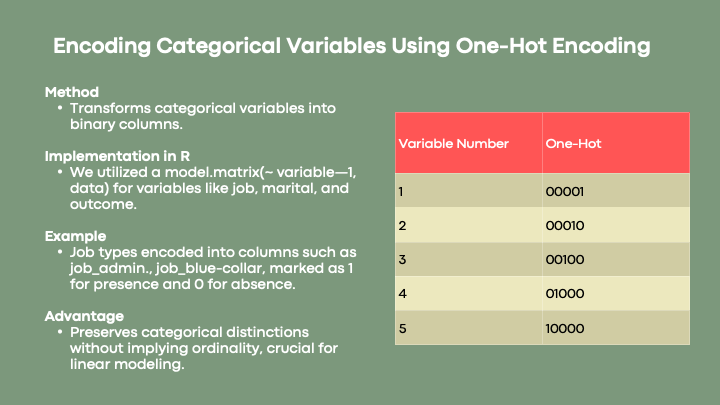 Encoding Categorical Variables Using One-Hot Encoding
Method
• Transforms categorical variables into
binary columns.
Implementation in R
• We utilized a model.matrix(~ variable—1,
data) for variables like job, marital, and
outcome.
Example
• Job types encoded into columns such as
job_admin., job_blue-collar, marked as 1
for presence and 0 for absence.
Advantage
• Preserves categorical distinctions
without implying ordinality, crucial for
linear modeling.
Variable Number One-Hot
1 00001
2 00010
3 00100
4 01000
5 10000